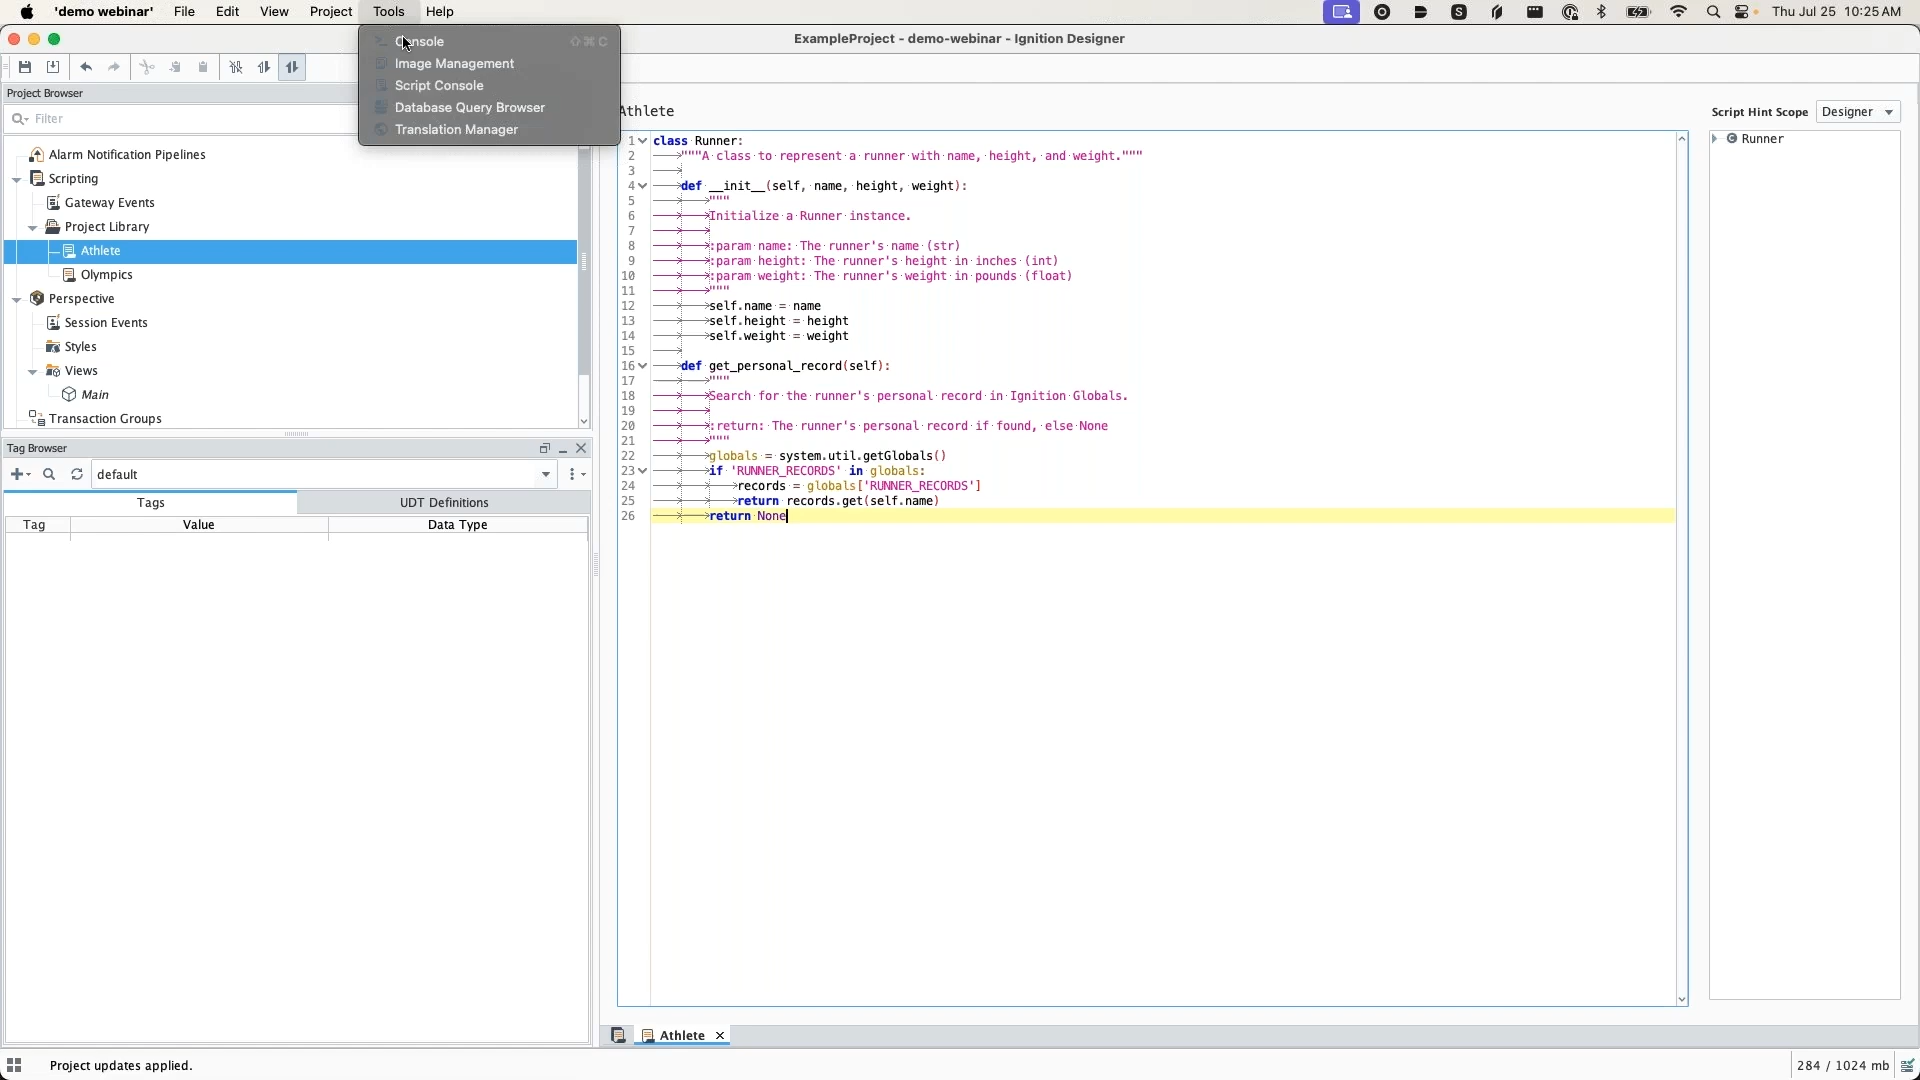 'demo webinar' File Edit View Project Tools Help Thu Jul 25 10:25 AM
ExampleProject - demo-webinar - Ignition Designer
Console ⇧⌘C
Image Management
Script Console
Database Query Browser
Translation Manager
Project Browser
Filter
Alarm Notification Pipelines
Scripting
Gateway Events
Project Library
Athlete
Olympics
Perspective
Session Events
Styles
Views
Main
Transaction Groups
Tag Browser
default
Tags UDT Definitions
Tag Value Data Type
Athlete
Script Hint Scope Designer
Runner
1 class Runner:
2 """A class to represent a runner with name, height, and weight."""
3
4 def __init__(self, name, height, weight):
5 """
6 Initialize a Runner instance.
7
8 :param name: The runner's name (str)
9 :param height: The runner's height in inches (int)
10 :param weight: The runner's weight in pounds (float)
11 """
12 self.name = name
13 self.height = height
14 self.weight = weight
15
16 def get_personal_record(self):
17 """
18 Search for the runner's personal record in Ignition Globals.
19
20 :return: The runner's personal record if found, else None
21 """
22 globals = system.util.getGlobals()
23 if 'RUNNER_RECORDS' in globals:
24 records = globals['RUNNER_RECORDS']
25 return records.get(self.name)
26 return None
Athlete
Project updates applied. 284 / 1024 mb